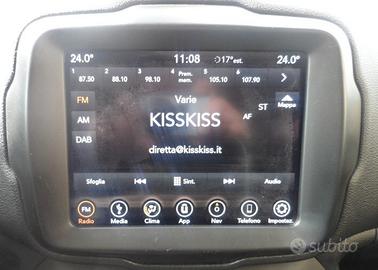 24.0° 11:08 17°est. 24.0°
1 2 3 4 5 6
87.50 88.10 98.10 Prem. mem. 105.10 107.90
FM
Varie
ST
Mappa
AM
KISSKISS
AF
DAB
diretta@kisskiss.it
Sfoglia Sint. Audio
FM
Radio Media Clima App Nav Telefono Impostaz.
subito